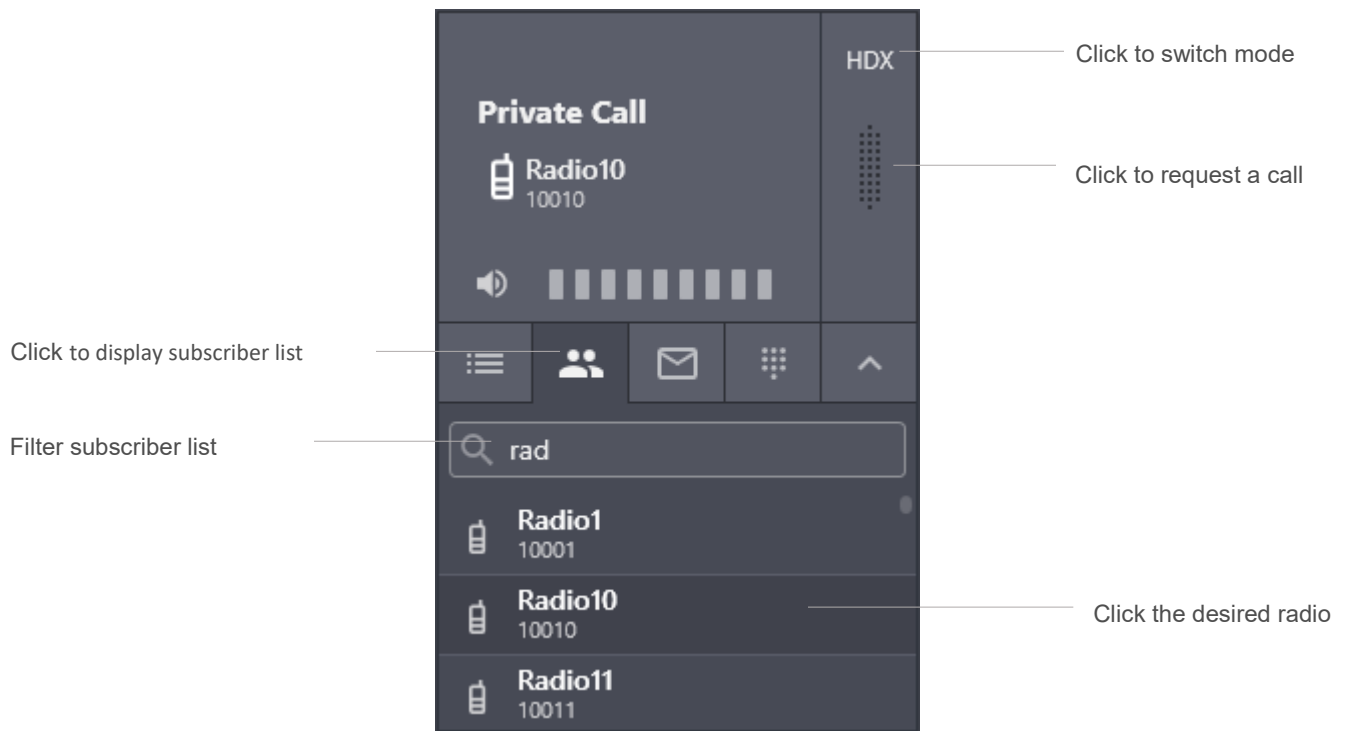 HDX
Click to switch mode
Private Call
Radio10
10010
Click to request a call
Click to display subscriber list
Filter subscriber list
rad
Radio1
10001
Radio10
10010
Click the desired radio
Radio11
10011